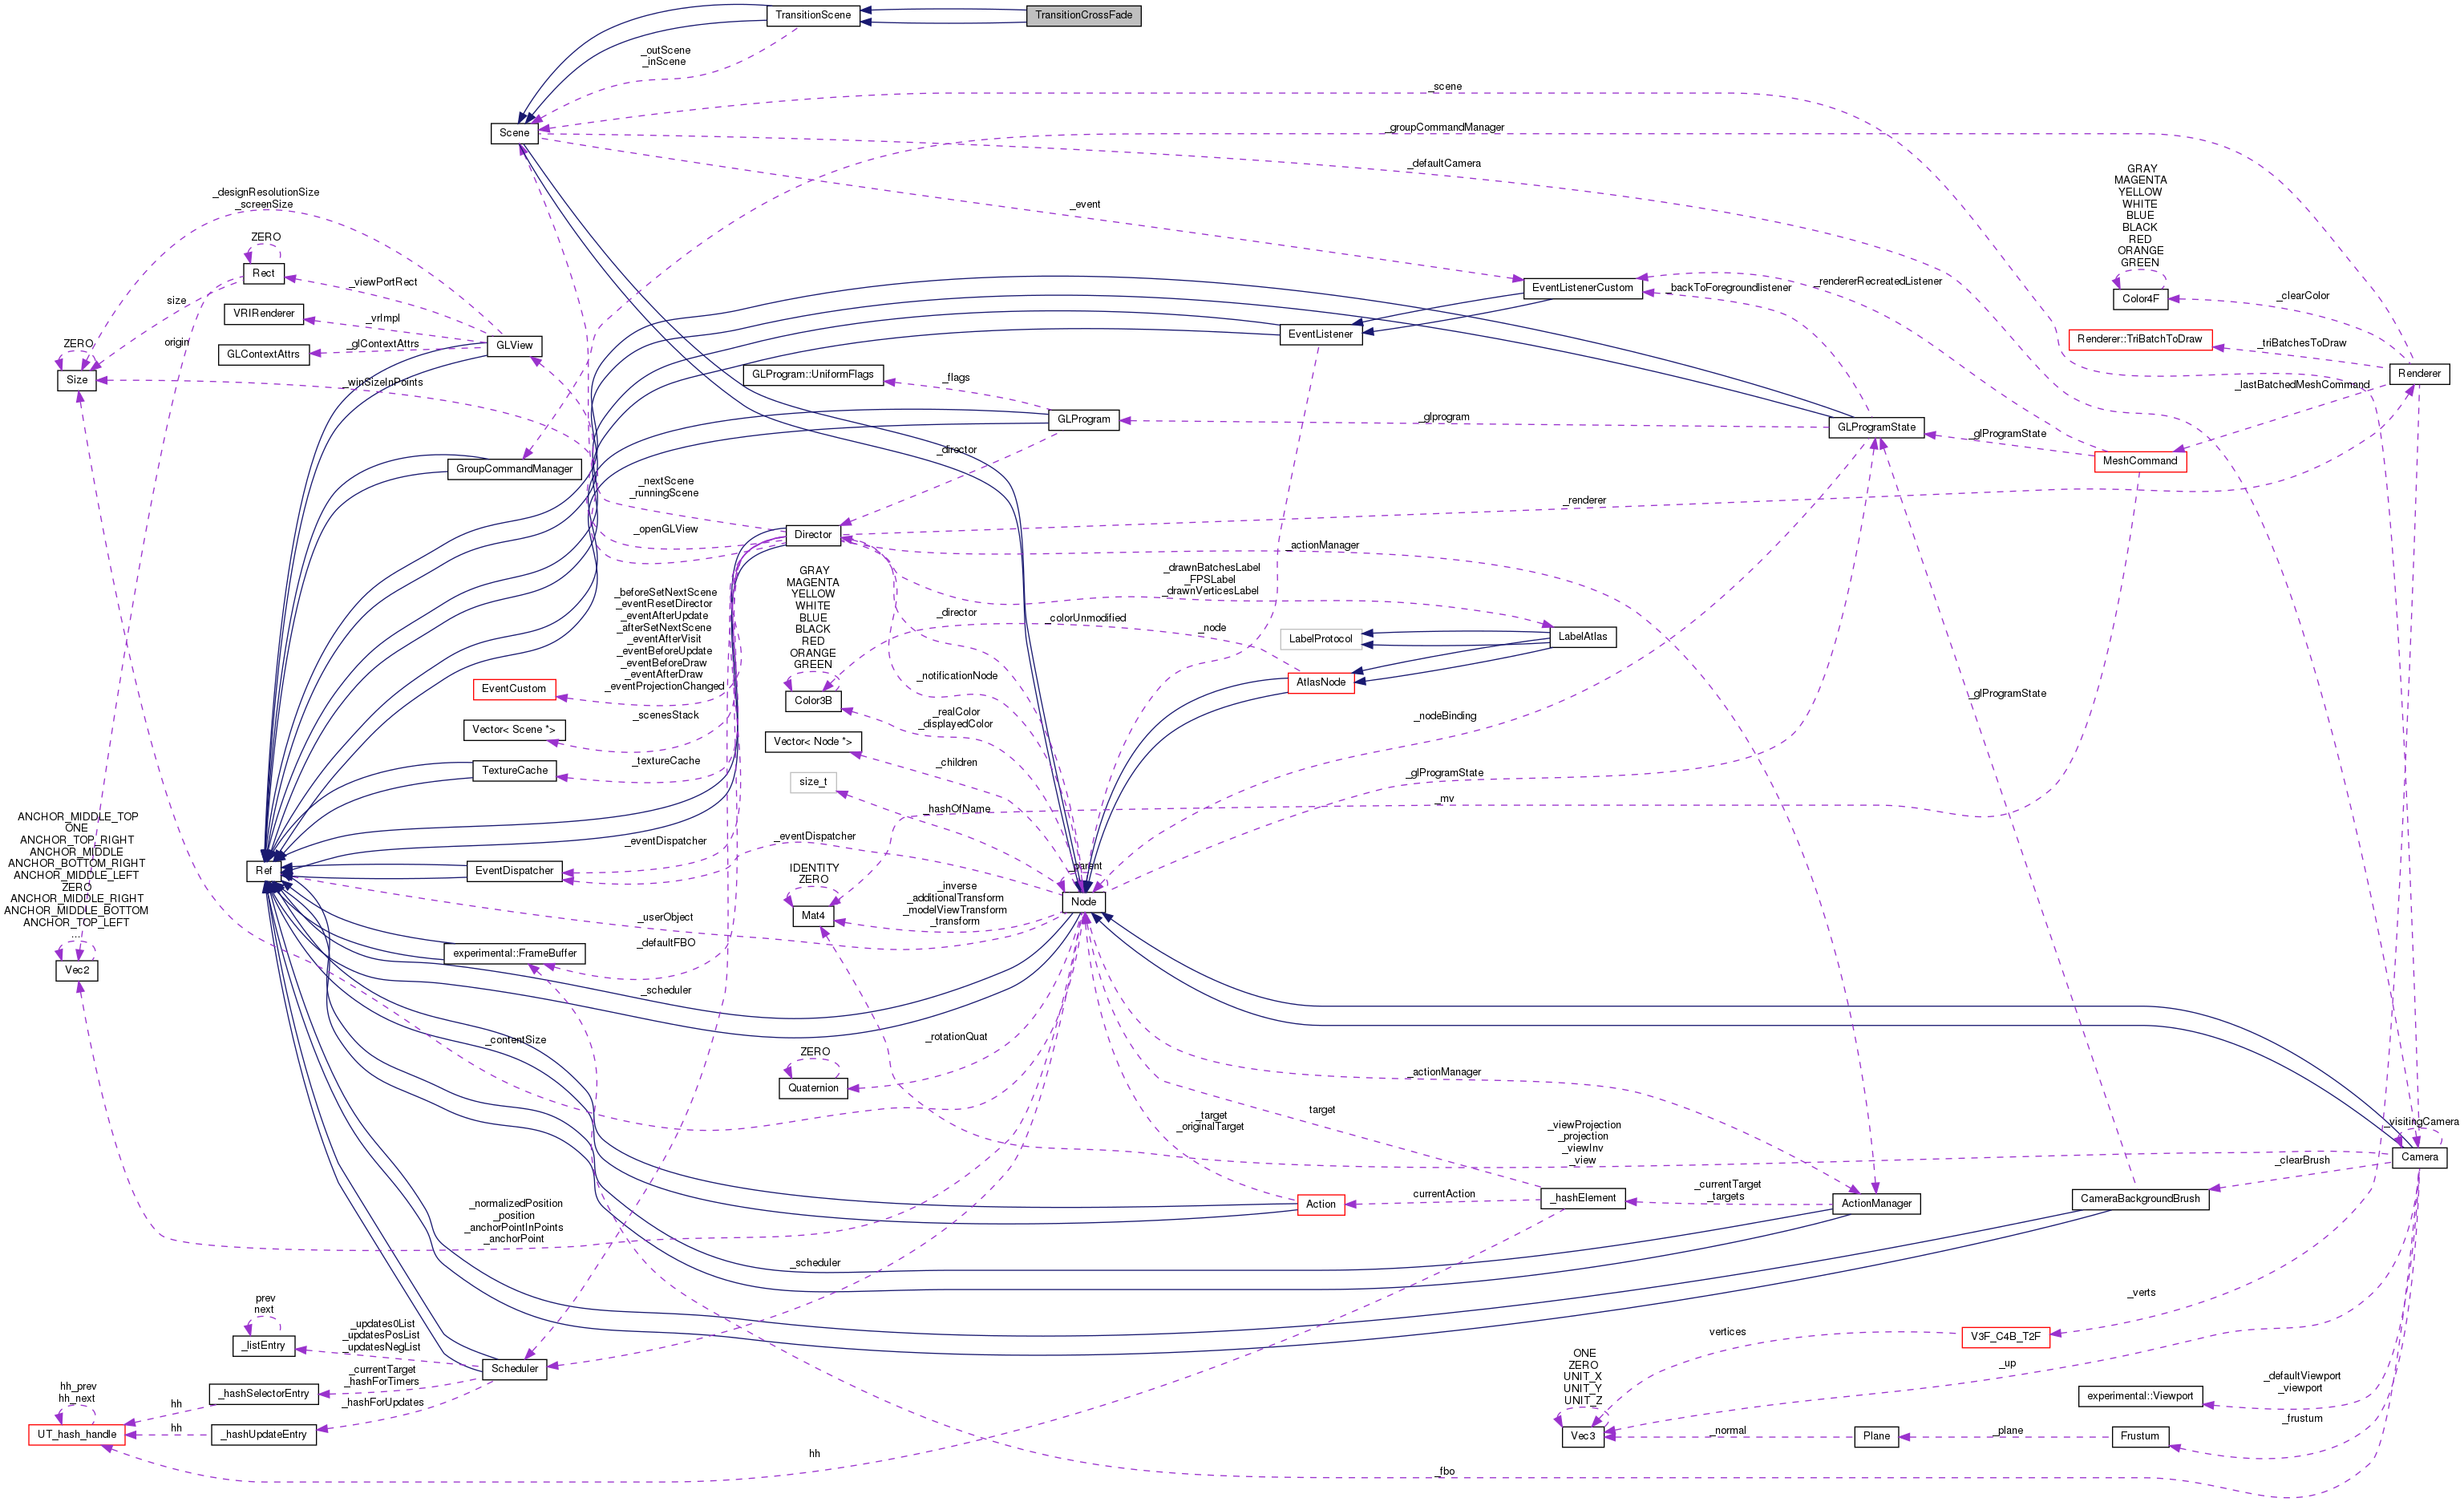 TransitionScene
TransitionCrossFade
_outScene
_inScene
_scene
Scene
_groupCommandManager
_defaultCamera
GRAY
MAGENTA
YELLOW
WHITE
BLUE
BLACK
RED
ORANGE
GREEN
_designResolutionSize
_screenSize
_event
ZERO
Rect
_viewPortRect
EventListenerCustom
_backToForegroundlistener
_rendererRecreatedListener
Color4F
_clearColor
size
VRIRenderer
_vrImpl
EventListener
Renderer::TriBatchToDraw
_triBatchesToDraw
origin
ZERO
GLContextAttrs
_glContextAttrs
GLView
Size
_winSizeInPoints
GLProgram::UniformFlags
_flags
Renderer
_lastBatchedMeshCommand
GLProgram
_glprogram
GLProgramState
_glProgramState
MeshCommand
_director
GroupCommandManager
_nextScene
_runningScene
_renderer
_openGLView
Director
_actionManager
_drawnBatchesLabel
_FPSLabel
_drawnVerticesLabel
GRAY
MAGENTA
YELLOW
WHITE
BLUE
BLACK
RED
ORANGE
GREEN
_beforeSetNextScene
_eventResetDirector
_eventAfterUpdate
_afterSetNextScene
_eventAfterVisit
_eventBeforeUpdate
_eventBeforeDraw
_eventAfterDraw
_eventProjectionChanged
_director
_colorUnmodified
_node
LabelProtocol
LabelAtlas
EventCustom
_notificationNode
AtlasNode
Color3B
_glProgramState
_scenesStack
Vector< Scene *>
_realColor
_displayedColor
_nodeBinding
Vector< Node *>
_textureCache
TextureCache
_children
_glProgramState
size_t
_hashOfName
_mv
ANCHOR_MIDDLE_TOP
ONE
ANCHOR_TOP_RIGHT
ANCHOR_MIDDLE
ANCHOR_BOTTOM_RIGHT
ANCHOR_MIDDLE_LEFT
ZERO
ANCHOR_MIDDLE_RIGHT
ANCHOR_MIDDLE_BOTTOM
ANCHOR_TOP_LEFT
...
_eventDispatcher
_eventDispatcher
Ref
EventDispatcher
IDENTITY
ZERO
_parent
Node
Mat4
_inverse
_additionalTransform
_modelViewTransform
_transform
_userObject
_defaultFBO
experimental::FrameBuffer
Vec2
_scheduler
_contentSize
_rotationQuat
ZERO
Quaternion
_actionManager
target
_target
_originalTarget
_viewProjection
_projection
_viewInv
_view
_visitingCamera
Camera
_clearBrush
_normalizedPosition
_position
_anchorPointInPoints
_anchorPoint
Action
currentAction
_hashElement
_currentTarget
_targets
ActionManager
CameraBackgroundBrush
_scheduler
prev
next
_listEntry
_updates0List
_updatesPosList
_updatesNegList
Scheduler
_verts
vertices
V3F_C4B_T2F
_up
ONE
ZERO
UNIT_X
UNIT_Y
UNIT_Z
_currentTarget
_hashForTimers
_hashSelectorEntry
hh_prev
hh_next
hh
_hashForUpdates
UT_hash_handle
hh
_hashUpdateEntry
experimental::Viewport
_defaultViewport
_viewport
_frustum
Vec3
_normal
Plane
_plane
Frustum
hh
_fbo